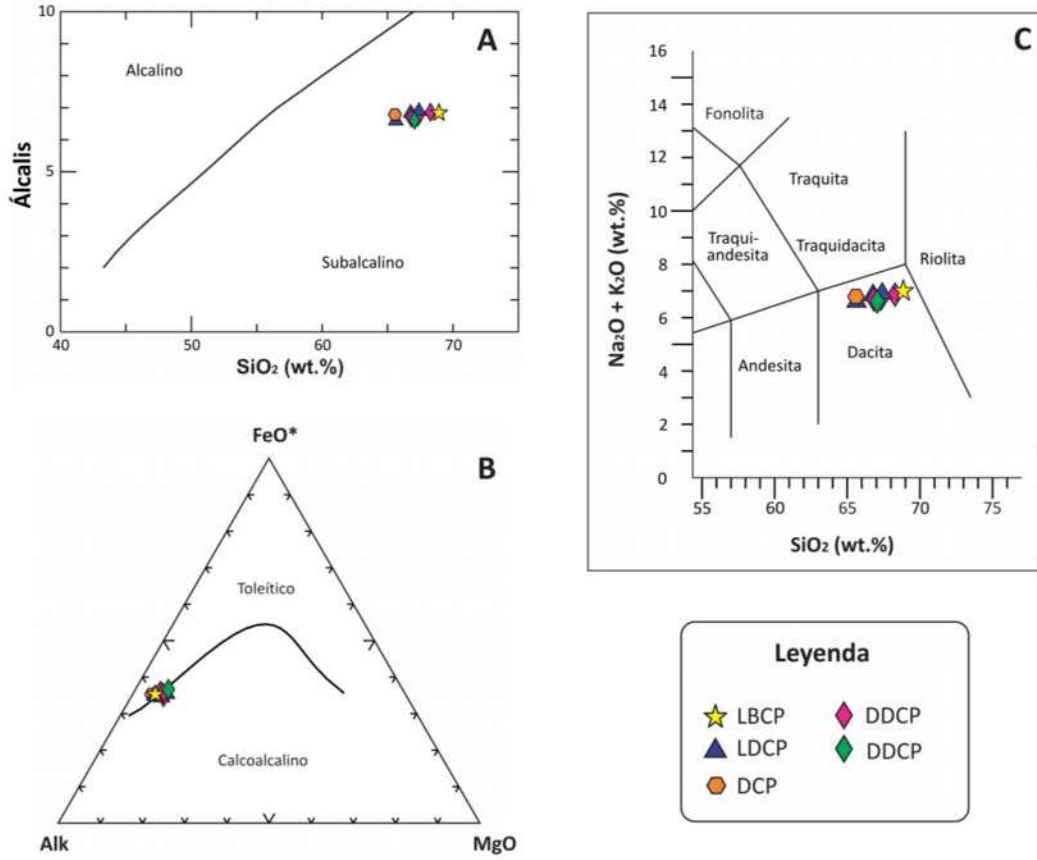 A
10
5
0
Álcalis
Alcalino
Subalcalino
40
50
60
70
SiO₂ (wt.%)
B
FeO*
Toleítico
Calcoalcalino
Alk
MgO
C
16
14
12
10
8
6
4
2
0
Na₂O + K₂O (wt.%)
Fonolita
Traquita
Traqui-
andesita
Traquidacita
Riolita
Andesita
Dacita
55
60
65
70
75
SiO₂ (wt.%)
Leyenda
LBCP
DDCP
LDCP
DDCP
DCP